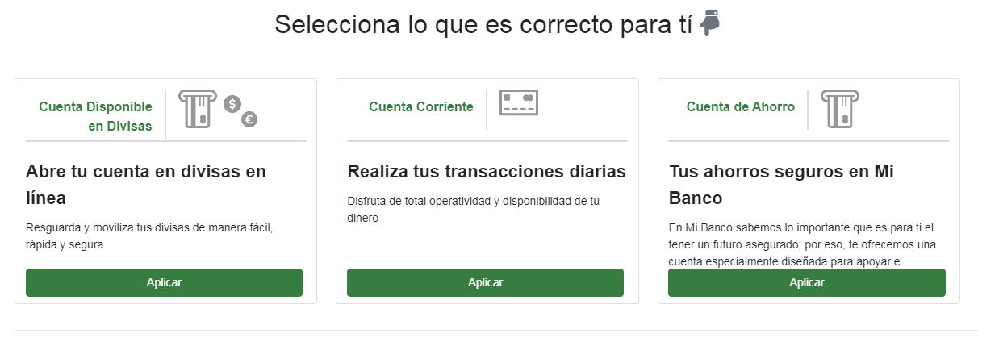 Selecciona lo que es correcto para tí
Cuenta Disponible
en Divisas
$
€
Abre tu cuenta en divisas en
línea
Resguarda y moviliza tus divisas de manera fácil,
rápida y segura
Aplicar
Cuenta Corriente
Realiza tus transacciones diarias
Disfruta de total operatividad y disponibilidad de tu
dinero
Aplicar
Cuenta de Ahorro
Tus ahorros seguros en Mi
Banco
En Mi Banco sabemos lo importante que es para ti el
tener un futuro asegurado; por eso, te ofrecemos una
cuenta especialmente diseñada para apoyar e
Aplicar